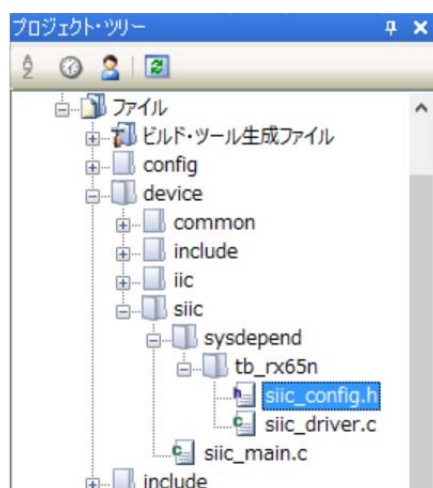 プロジェクト・ツリー
ファイル
ビルド・ツール生成ファイル
config
device
common
include
iic
siic
sysdepend
tb_rx65n
siic_config.h
siic_driver.c
siic_main.c
include